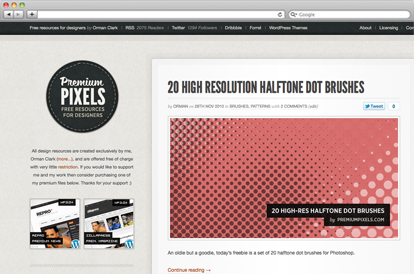 Google
Free resources for designers by Orman Clark RSS 2078 Readers Twitter 1294 Followers Dribbble Forrst WordPress Themes About Licensing
Premium
PIXELS
FREE RESOURCES
FOR DESIGNERS
All design resources are created exclusively by me,
Orman Clark (more...), and are offered free of charge
with very little restriction. If you would like to support
me and my work then consider purchasing one of
my premium files below. Thanks for your support :)
REPRO
PREMIUM NEWS
20 HIGH RESOLUTION HALFTONE DOT BRUSHES
by ORMAN on 26TH NOV 2010 in BRUSHES, PATTERNS with 3 COMMENTS
Tweet
20 HIGH-RES HALFTONE DOT BRUSHES
by PREMIUMPIXELS.COM
An oldie but a goodie, today's freebie is a set of 20 halftone dot brushes for Photoshop.
Continue reading →